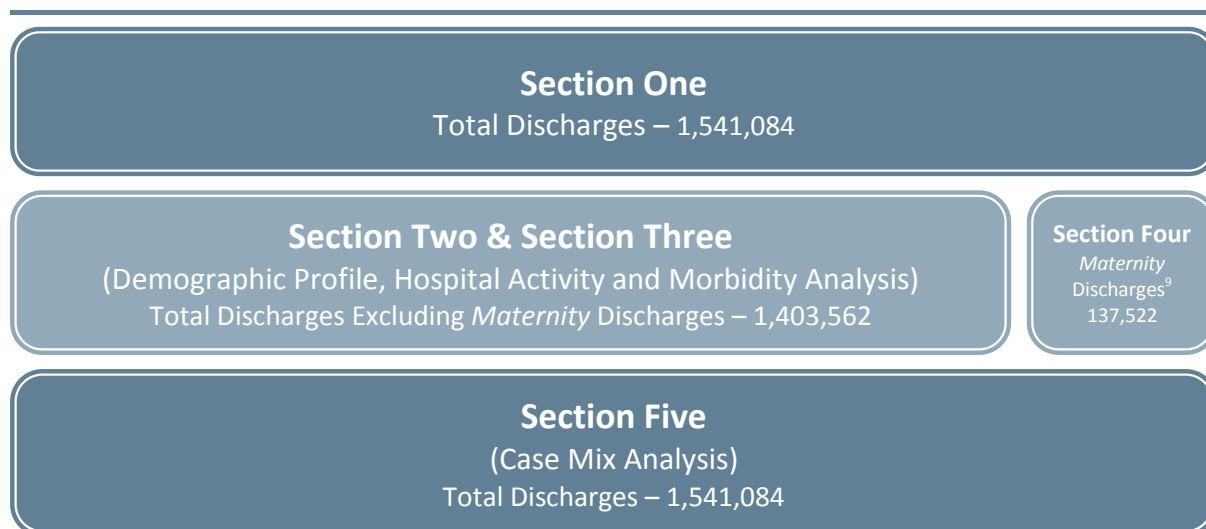 Section One
Total Discharges – 1,541,084
Section Two & Section Three
(Demographic Profile, Hospital Activity and Morbidity Analysis)
Total Discharges Excluding Maternity Discharges – 1,403,562
Section Four
Maternity
Discharges⁹
137,522
Section Five
(Case Mix Analysis)
Total Discharges – 1,541,084